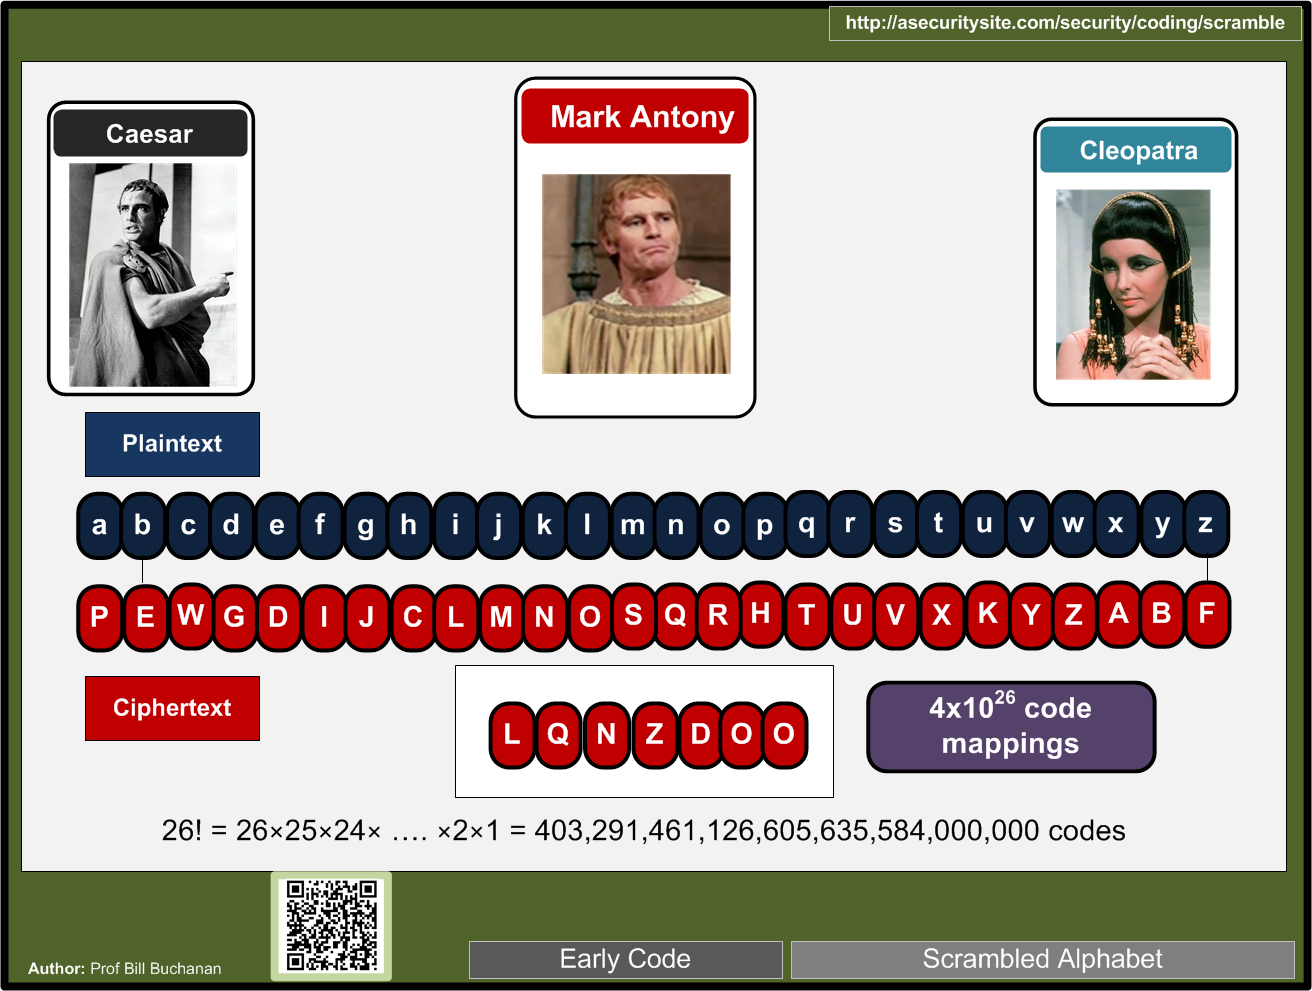 http://asecuritysite.com/security/coding/scramble
Caesar
Mark Antony
Cleopatra
Plaintext
a b c d e f g h i j k l m n o p q r s t u v w x y z
P E W G D I J C L M N O S Q R H T U V X K Y Z A B F
Ciphertext
L Q N Z D O O
4x10²⁶ code
mappings
26! = 26×25×24× …. ×2×1 = 403,291,461,126,605,635,584,000,000 codes
Author: Prof Bill Buchanan
Early Code
Scrambled Alphabet